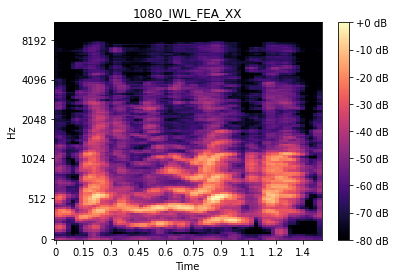 1080_IWL_FEA_XX
+0 dB
8192
-10 dB
4096
-20 dB
-30 dB
2048
Hz
-40 dB
1024
-50 dB
512
-60 dB
-70 dB
0
-80 dB
0 0.15 0.3 0.45 0.6 0.75 0.9 1.1 1.2 1.4
Time